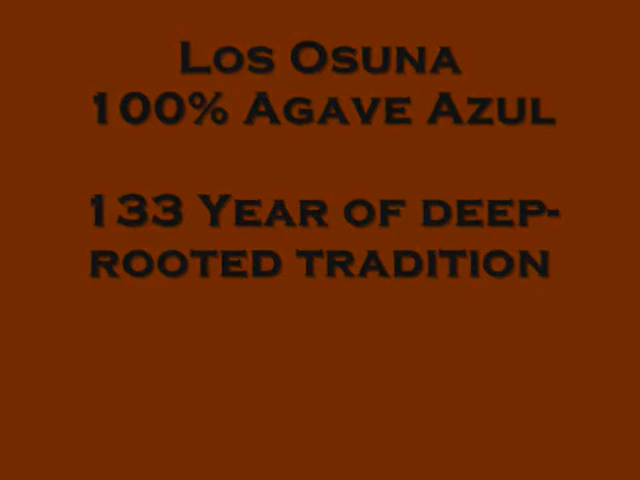 Los Osuna
100% Agave Azul
133 Year of deep-
rooted tradition